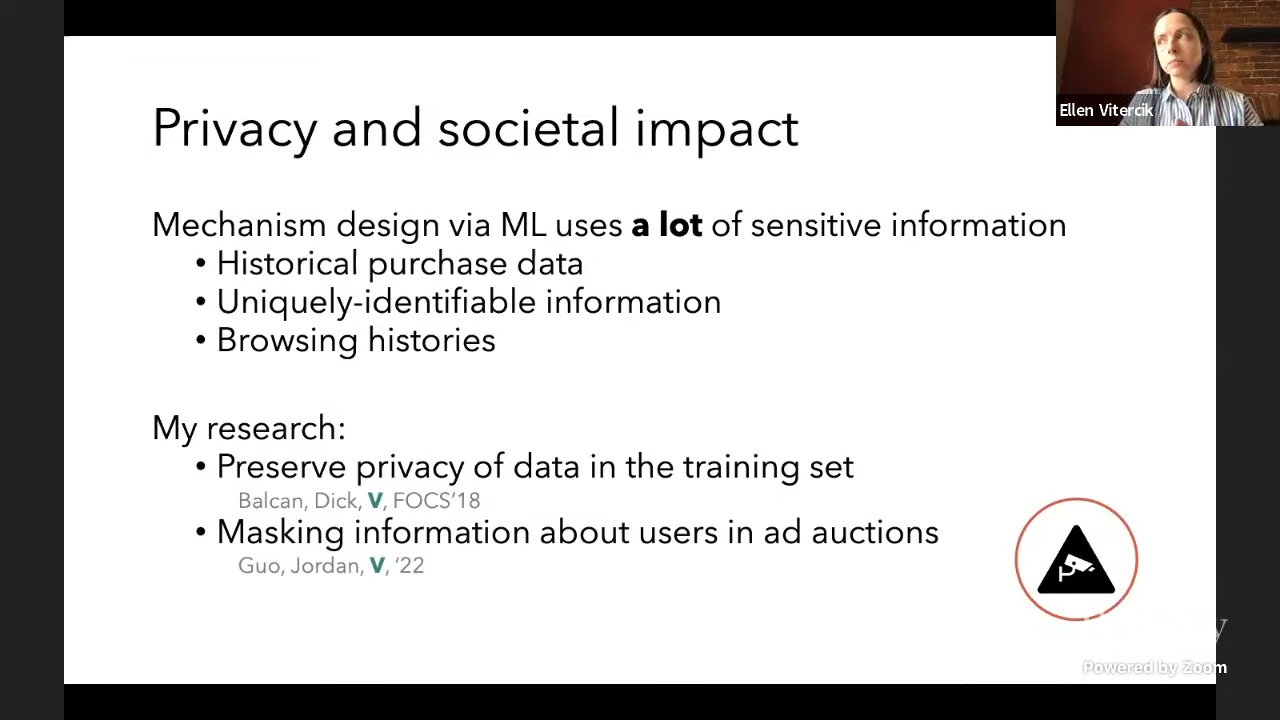 Privacy and societal impact
Ellen Vitercik
Mechanism design via ML uses a lot of sensitive information
• Historical purchase data
• Uniquely-identifiable information
• Browsing histories
My research:
• Preserve privacy of data in the training set
Balcan, Dick, V, FOCS‘18
• Masking information about users in ad auctions
Guo, Jordan, V, ‘22
Powered by Zoom